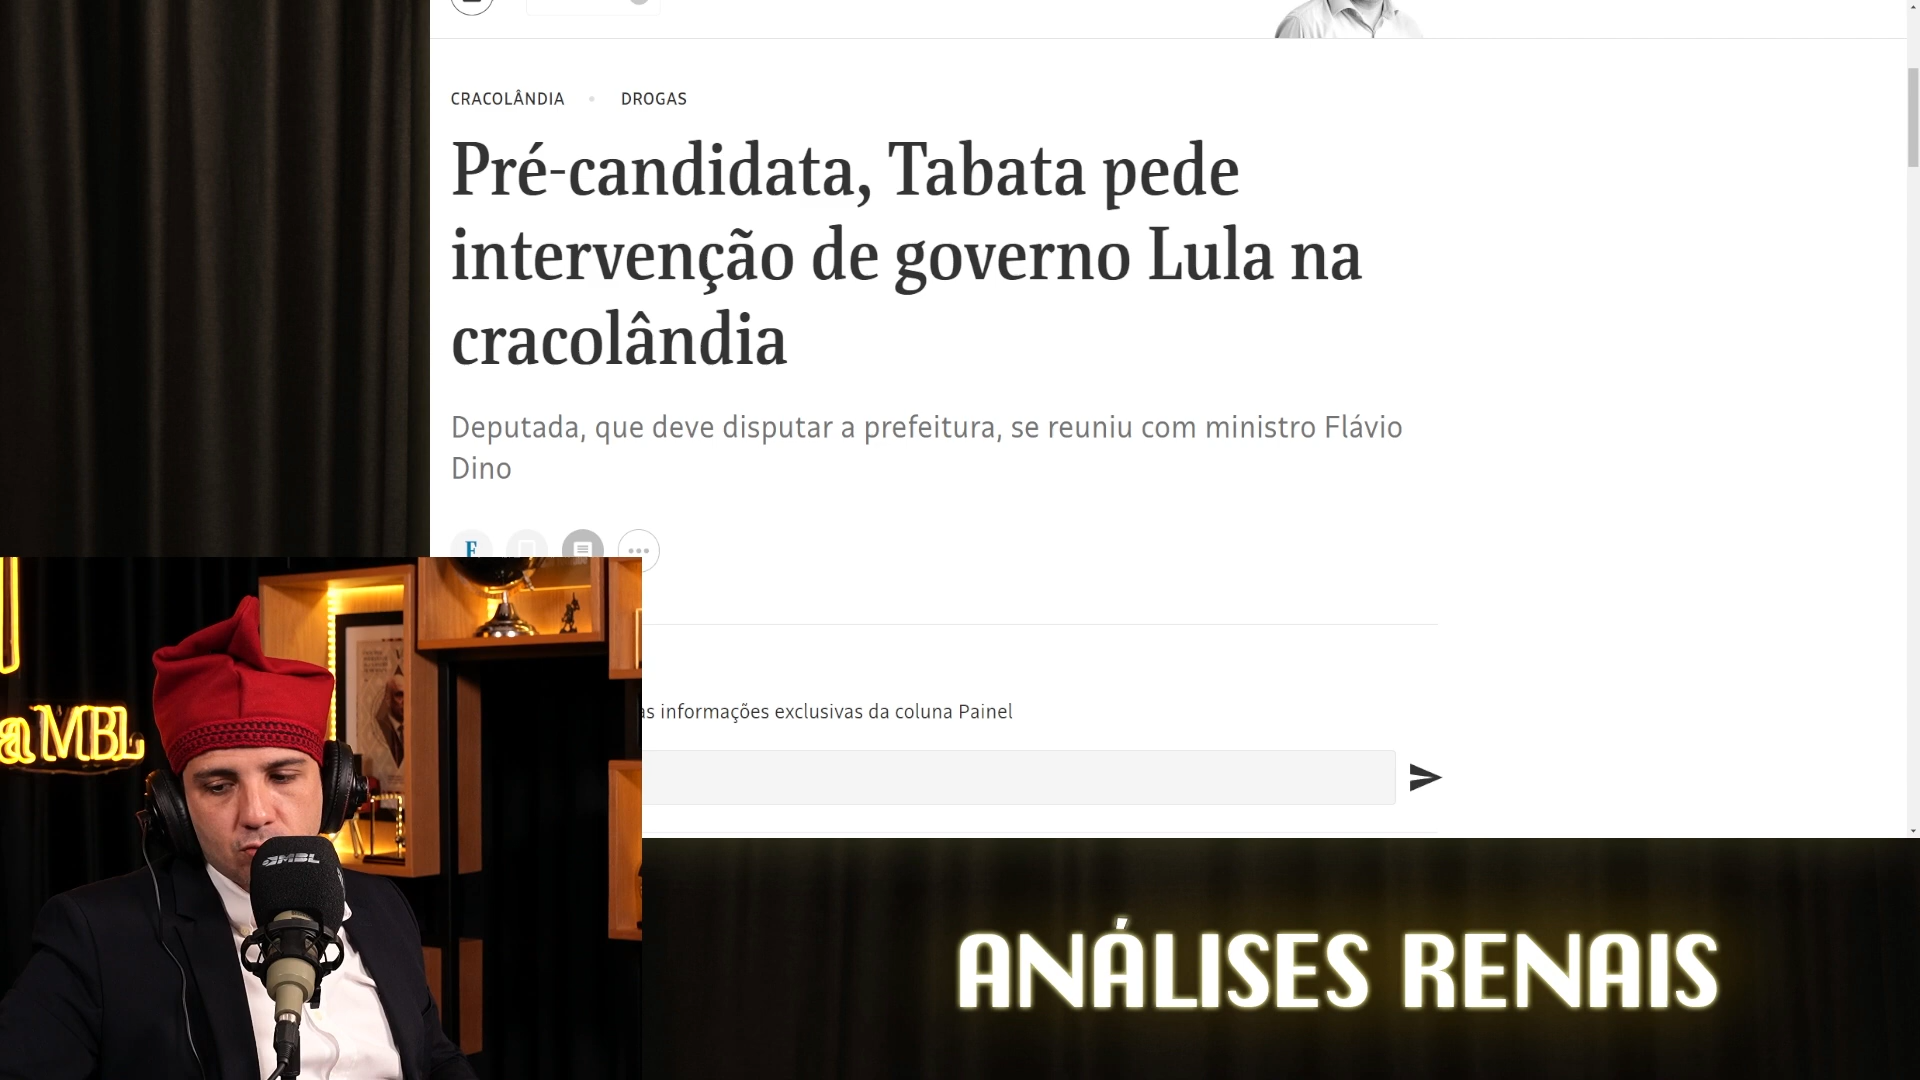 CRACOLÂNDIA • DROGAS
Pré-candidata, Tabata pede
intervenção de governo Lula na
cracolândia
Deputada, que deve disputar a prefeitura, se reuniu com ministro Flávio
Dino
F
as informações exclusivas da coluna Painel
a MBL
MBL
ANÁLISES RENAIS